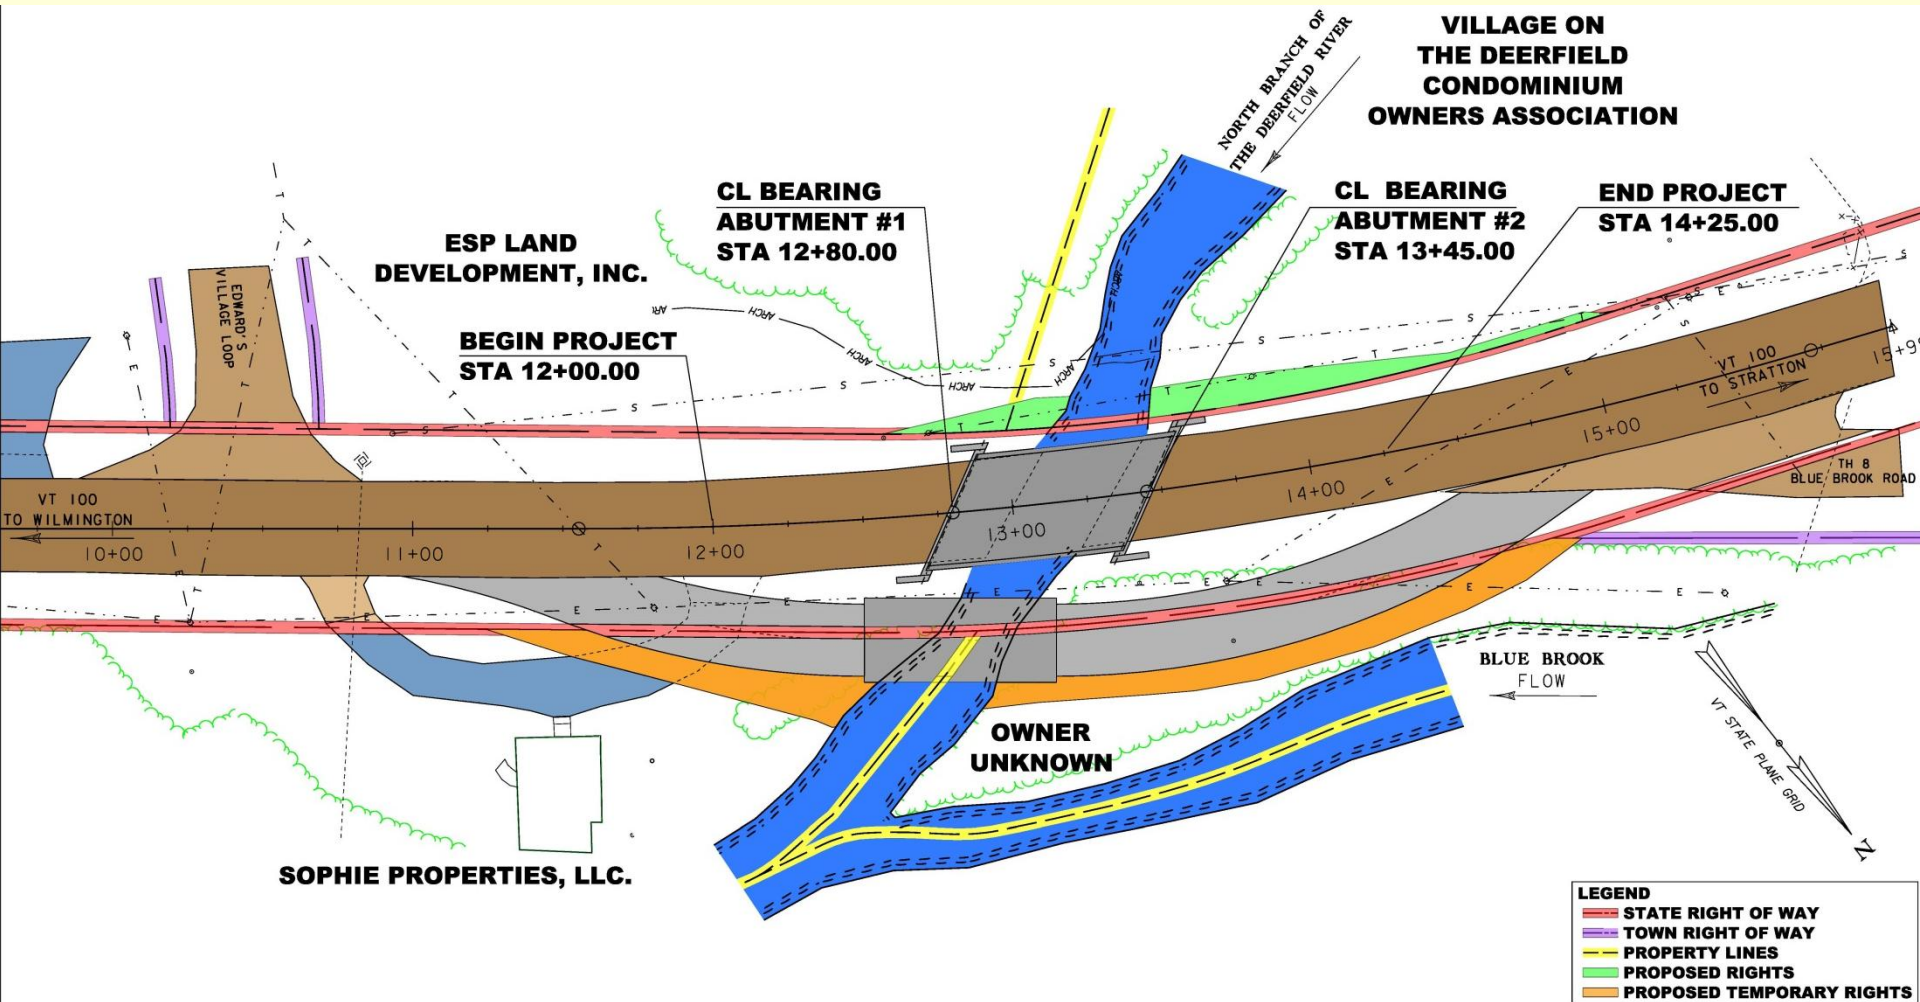 NORTH BRANCH OF
THE DEERFIELD RIVER
FLOW
VILLAGE ON
THE DEERFIELD
CONDOMINIUM
OWNERS ASSOCIATION
CL BEARING
ABUTMENT #1
STA 12+80.00
CL BEARING
ABUTMENT #2
STA 13+45.00
END PROJECT
STA 14+25.00
ESP LAND
DEVELOPMENT, INC.
EDWARD'S
VILLAGE LOOP
BEGIN PROJECT
STA 12+00.00
ARCH
ARCH
ARCH
ARCH
ARCH
VT 100
TO STRATTON
15+00
14+00
13+00
12+00
11+00
10+00
VT 100
TO WILMINGTON
TH 8
BLUE BROOK ROAD
T
T
T
T
T
T
T
T
S
S
S
S
S
S
S
S
E
E
E
E
E
E
E
E
E
E
E
BLUE BROOK
FLOW
VT STATE PLANE GRID
N
OWNER
UNKNOWN
SOPHIE PROPERTIES, LLC.
LEGEND
STATE RIGHT OF WAY
TOWN RIGHT OF WAY
PROPERTY LINES
PROPOSED RIGHTS
PROPOSED TEMPORARY RIGHTS